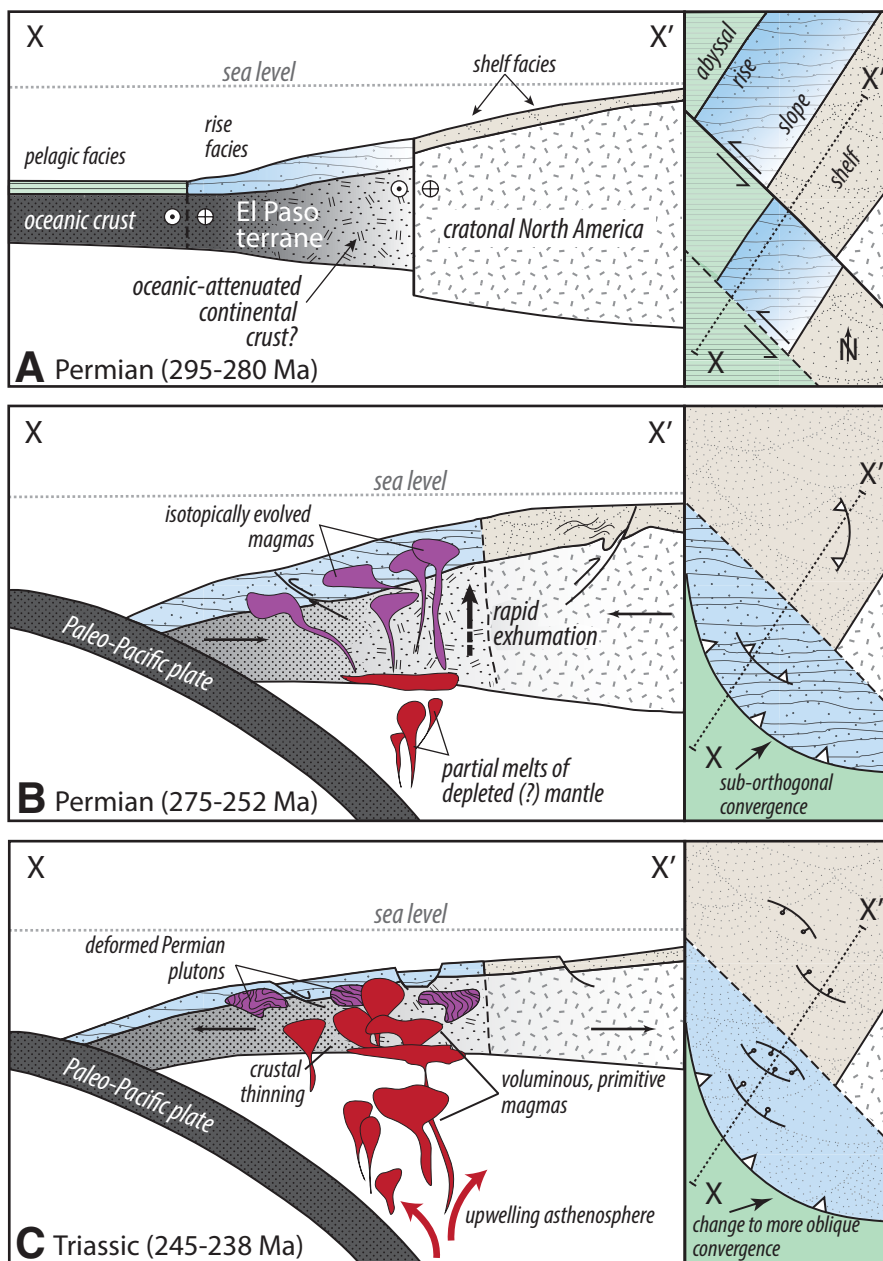 X
X'
sea level
shelf facies
rise
facies
pelagic facies
oceanic crust
El Paso
terrane
cratonal North America
oceanic-attenuated
continental
crust?
A Permian (295-280 Ma)
abyssal
rise
slope
shelf
X'
X
N
X
X'
sea level
isotopically evolved
magmas
rapid
exhumation
Paleo-Pacific plate
partial melts of
depleted (?) mantle
B Permian (275-252 Ma)
X'
X
sub-orthogonal
convergence
X
X'
sea level
deformed Permian
plutons
crustal
thinning
voluminous, primitive
magmas
Paleo-Pacific plate
upwelling asthenosphere
C Triassic (245-238 Ma)
X'
X
change to more oblique
convergence